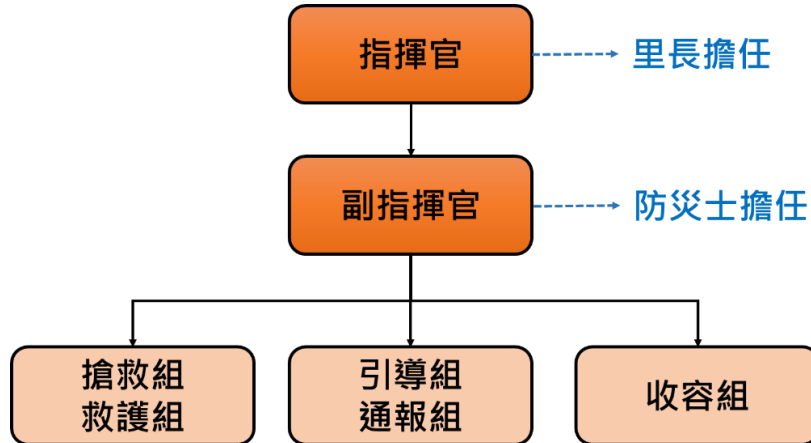 指揮官
里長擔任
副指揮官
防災士擔任
搶救組
救護組
引導組
通報組
收容組